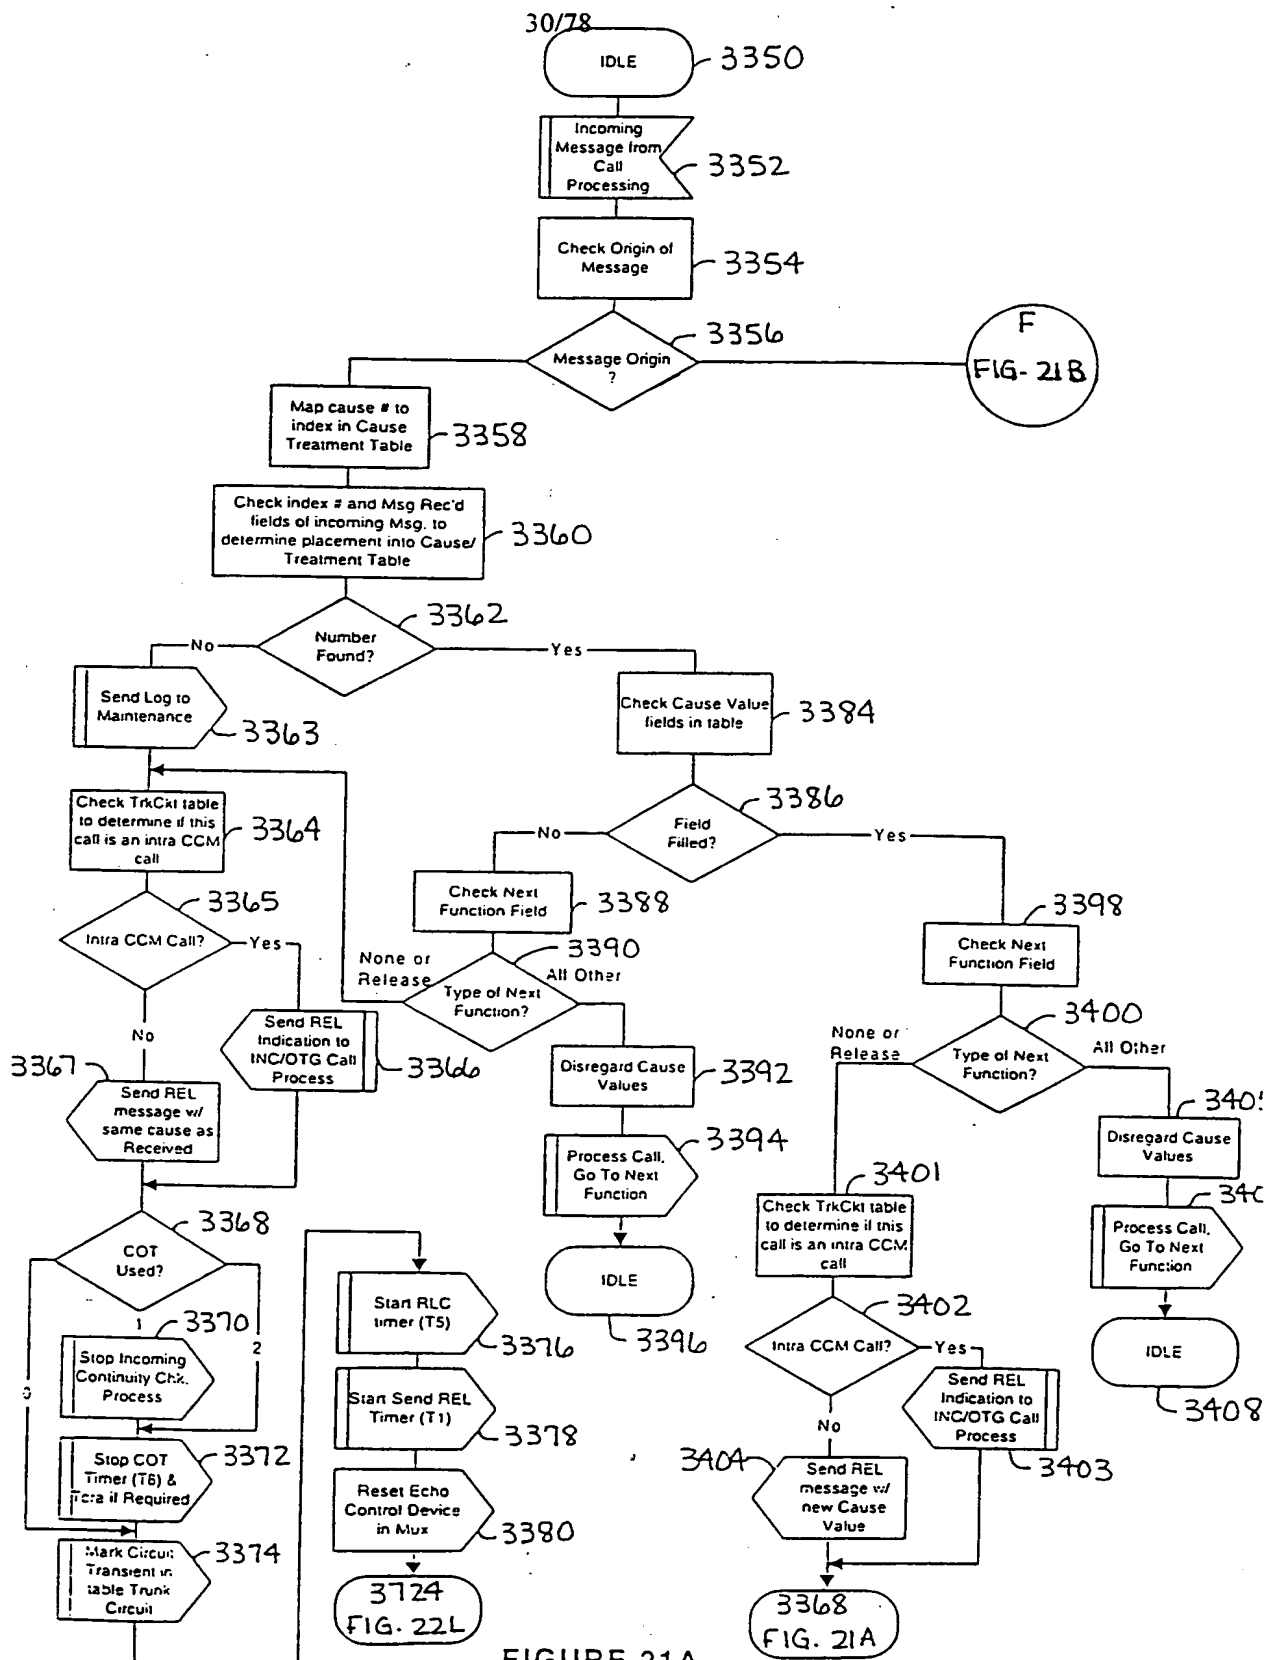 30/78
IDLE
3350
Incoming
Message from
Call
Processing
3352
Check Origin of
Message
3354
3356
Message Origin
?
F
FIG. 21B
Map cause # to
index in Cause
Treatment Table
3358
Check index # and Msg Rec'd
fields of incoming Msg. to
determine placement into Cause/
Treatment Table
3360
3362
Number
Found?
No
Yes
Send Log to
Maintenance
3363
Check Cause Value
fields in table
3384
Check TrkCkt table
to determine if this
call is an intra CCM
call
3364
3386
Field
Filled?
No
Yes
3365
Intra CCM Call?
Yes
No
Check Next
Function Field
3388
3390
None or
Release
All Other
Type of Next
Function?
3398
Check Next
Function Field
3400
None or
Release
All Other
Type of Next
Function?
Send REL
Indication to
INC/OTG Call
Process
3366
3367
Send REL
message w/
same cause as
Received
Disregard Cause
Values
3392
Process Call,
Go To Next
Function
3394
IDLE
3396
3405
Disregard Cause
Values
340
Process Call,
Go To Next
Function
IDLE
3408
3401
Check TrkCkt table
to determine if this
call is an intra CCM
call
3402
Intra CCM Call?
Yes
No
Send REL
Indication to
INC/OTG Call
Process
3403
3404
Send REL
message w/
new Cause
Value
3368
FIG. 21A
3368
COT
Used?
0
1
2
3370
Stop Incoming
Continuity Chk.
Process
Stop COT
Timer (T6) &
if Required
3372
Mark Circuit
Transient in
table Trunk
Circuit
3374
Start RLC
timer (T5)
3376
Start Send REL
Timer (T1)
3378
Reset Echo
Control Device
in Mux
3380
3724
FIG. 22L
FIGURE 21A